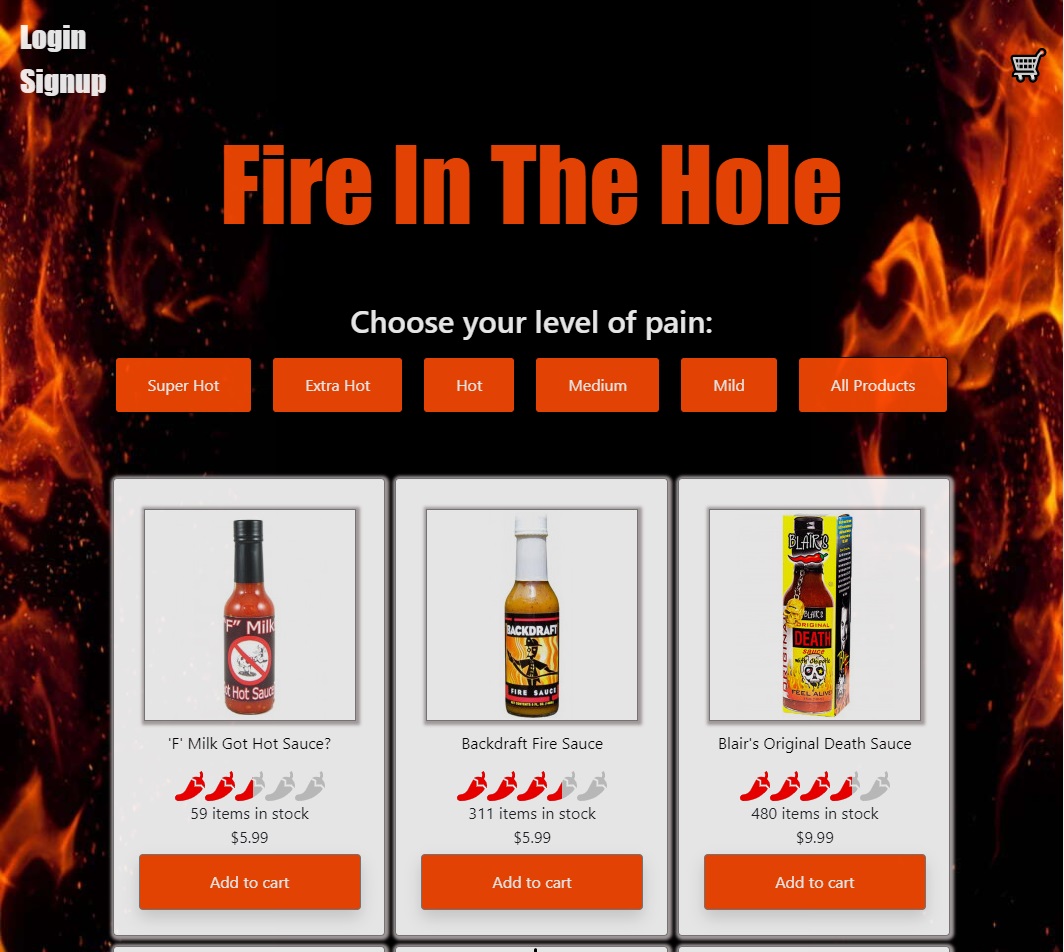 Login
Signup
Fire In The Hole
Choose your level of pain:
Super Hot
Extra Hot
Hot
Medium
Mild
All Products
"F" Milk
Hot Sauce
BACKDRAFT
FIRE SAUCE
BLAIR'S
BLAIR'S
ORIGINAL
ORIGINAL
DEATH
sauce
FEEL ALIVE
'F' Milk Got Hot Sauce?
Backdraft Fire Sauce
Blair's Original Death Sauce
59 items in stock
311 items in stock
480 items in stock
$5.99
$5.99
$9.99
Add to cart
Add to cart
Add to cart